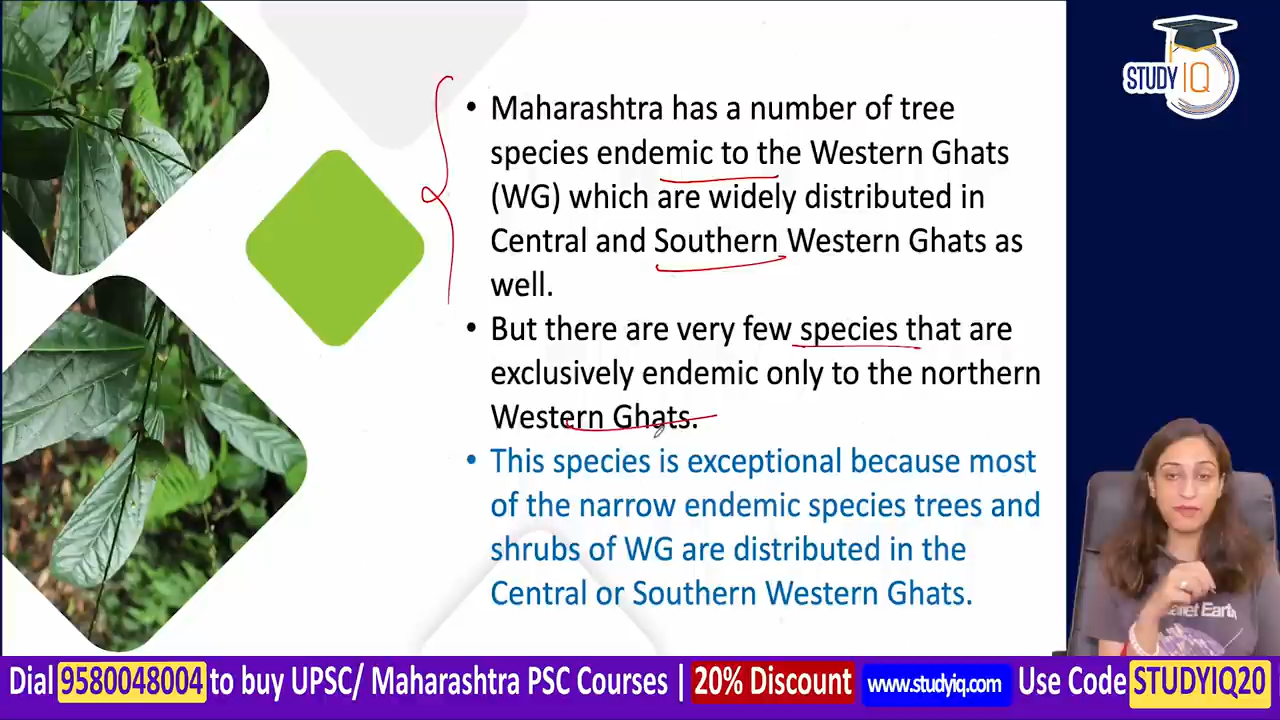 STUDY IQ
• Maharashtra has a number of tree
species endemic to the Western Ghats
(WG) which are widely distributed in
Central and Southern Western Ghats as
well.
• But there are very few species that are
exclusively endemic only to the northern
Western Ghats.
• This species is exceptional because most
of the narrow endemic species trees and
shrubs of WG are distributed in the
Central or Southern Western Ghats.
Dial 9580048004 to buy UPSC/ Maharashtra PSC Courses | 20% Discount www.studyiq.com Use Code STUDYIQ20